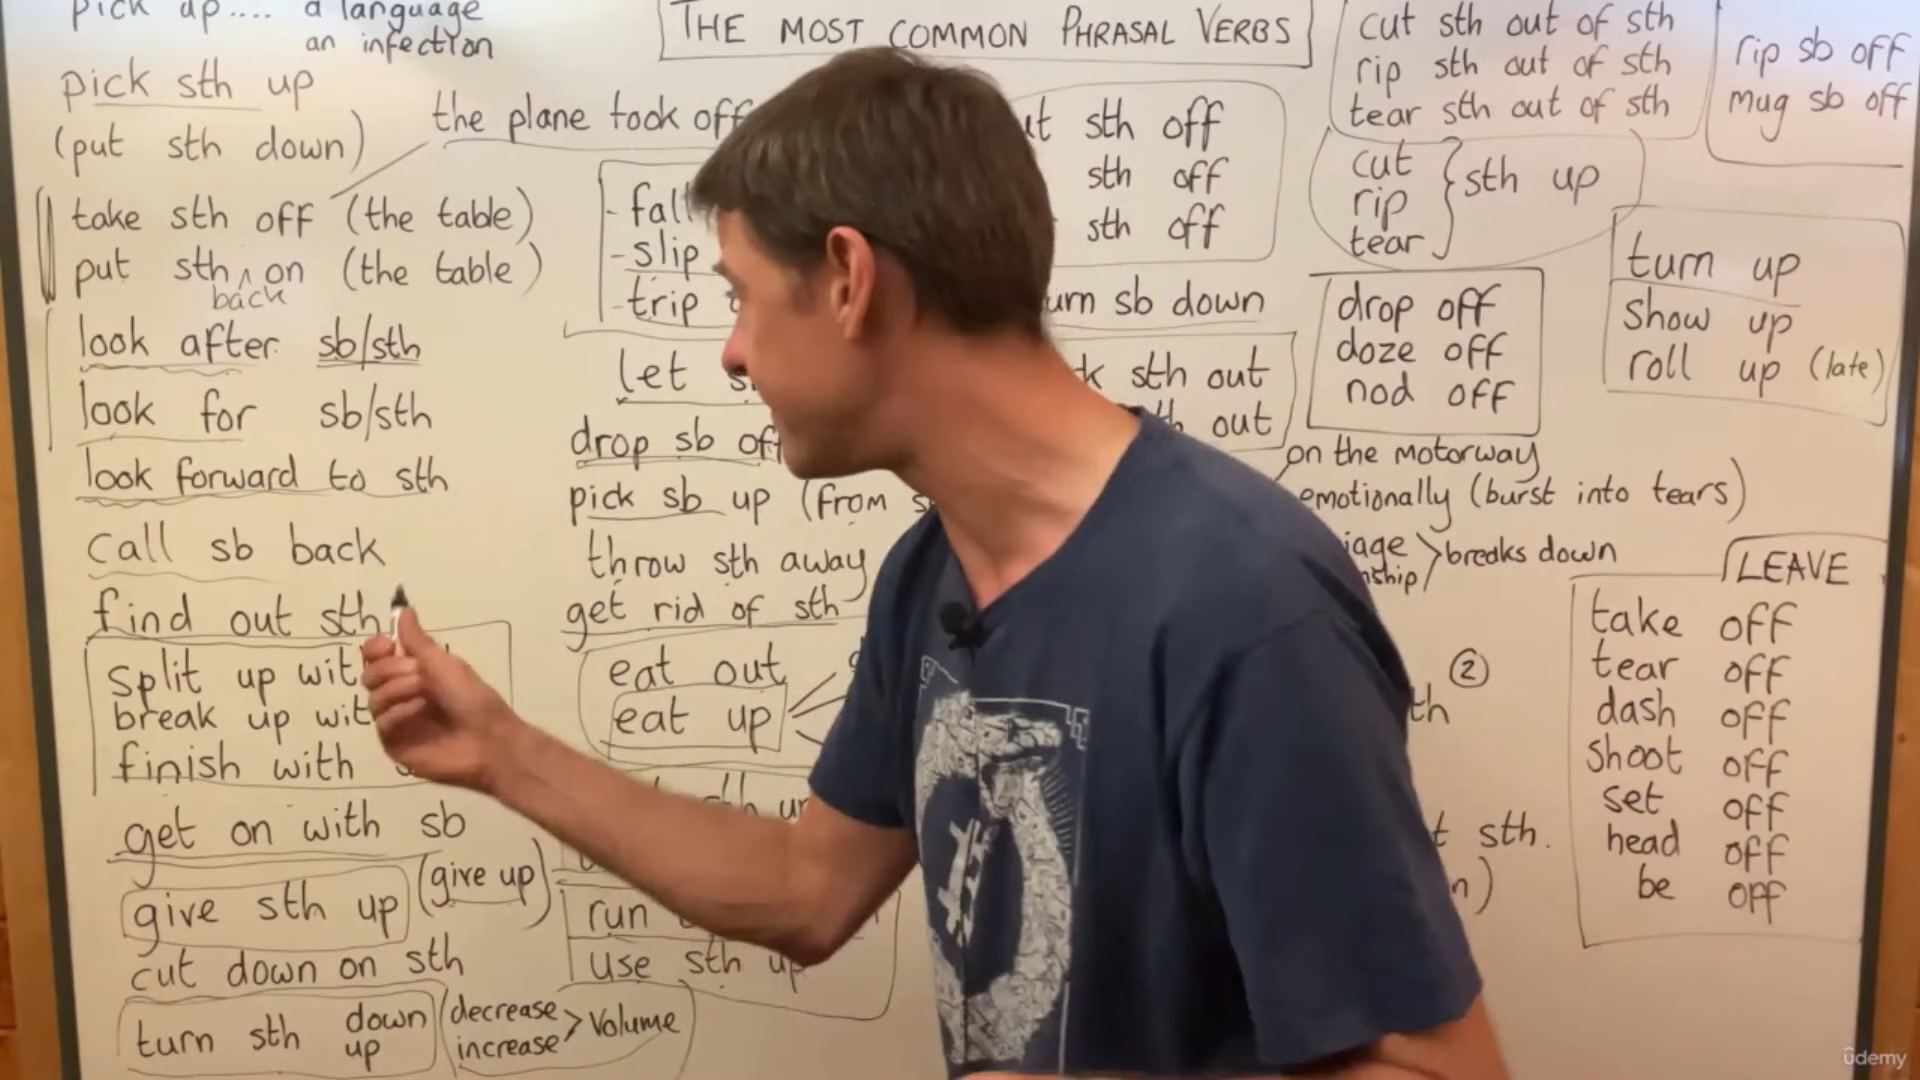 pick up.... a language
an infection
pick sth up
(put sth down)
take sth off (the table)
put sth ^ on (the table)
back
look after sb/sth
look for sb/sth
look forward to sth
call sb back
find out sth
split up
break up
finish with
get on with sb
give sth up (give up)
cut down on sth
turn sth down
up
(decrease
increase > Volume)
THE MOST COMMON PHRASAL VERBS
the plane took off
- fall
- slip
- trip
let
drop sb off
pick sb up (from
throw sth away
get rid of sth
eat out
eat up
run
use sth up
sth off
sth off
sth off
sb down
sth out
out
cut sth out of sth
rip sth out of sth
tear sth out of sth
cut
rip
tear
} sth up
drop off
doze off
nod off
on the motorway
emotionally (burst into tears)
> breaks down
2
sth.
rip sb off
mug sb off
turn up
show up
roll up (late)
LEAVE
take off
tear off
dash off
shoot off
set off
head off
be off
ûdemy